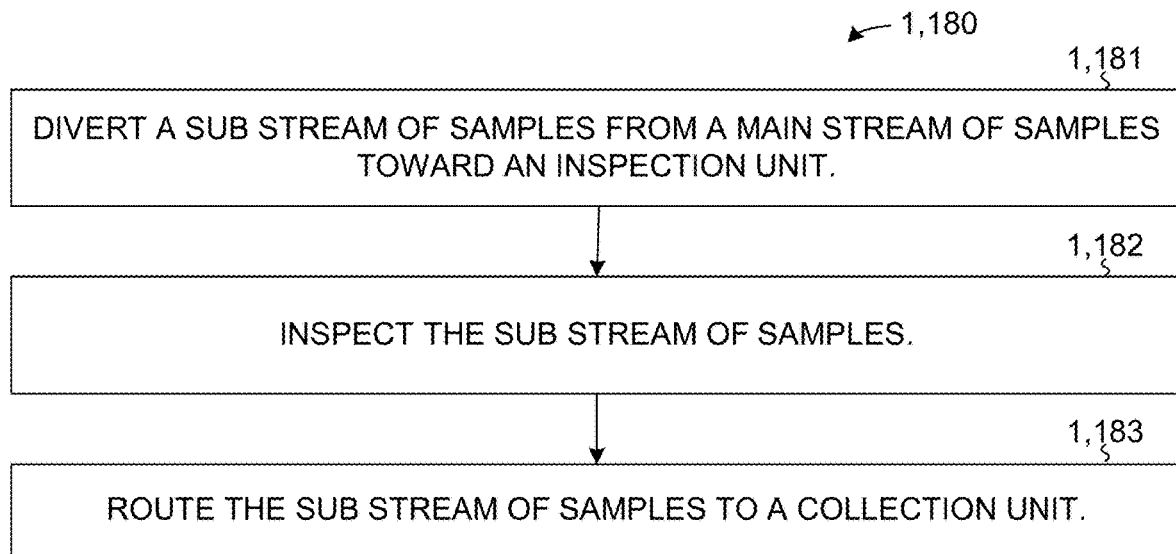 1,180
1,181
DIVERT A SUB STREAM OF SAMPLES FROM A MAIN STREAM OF SAMPLES
TOWARD AN INSPECTION UNIT.
1,182
INSPECT THE SUB STREAM OF SAMPLES.
1,183
ROUTE THE SUB STREAM OF SAMPLES TO A COLLECTION UNIT.